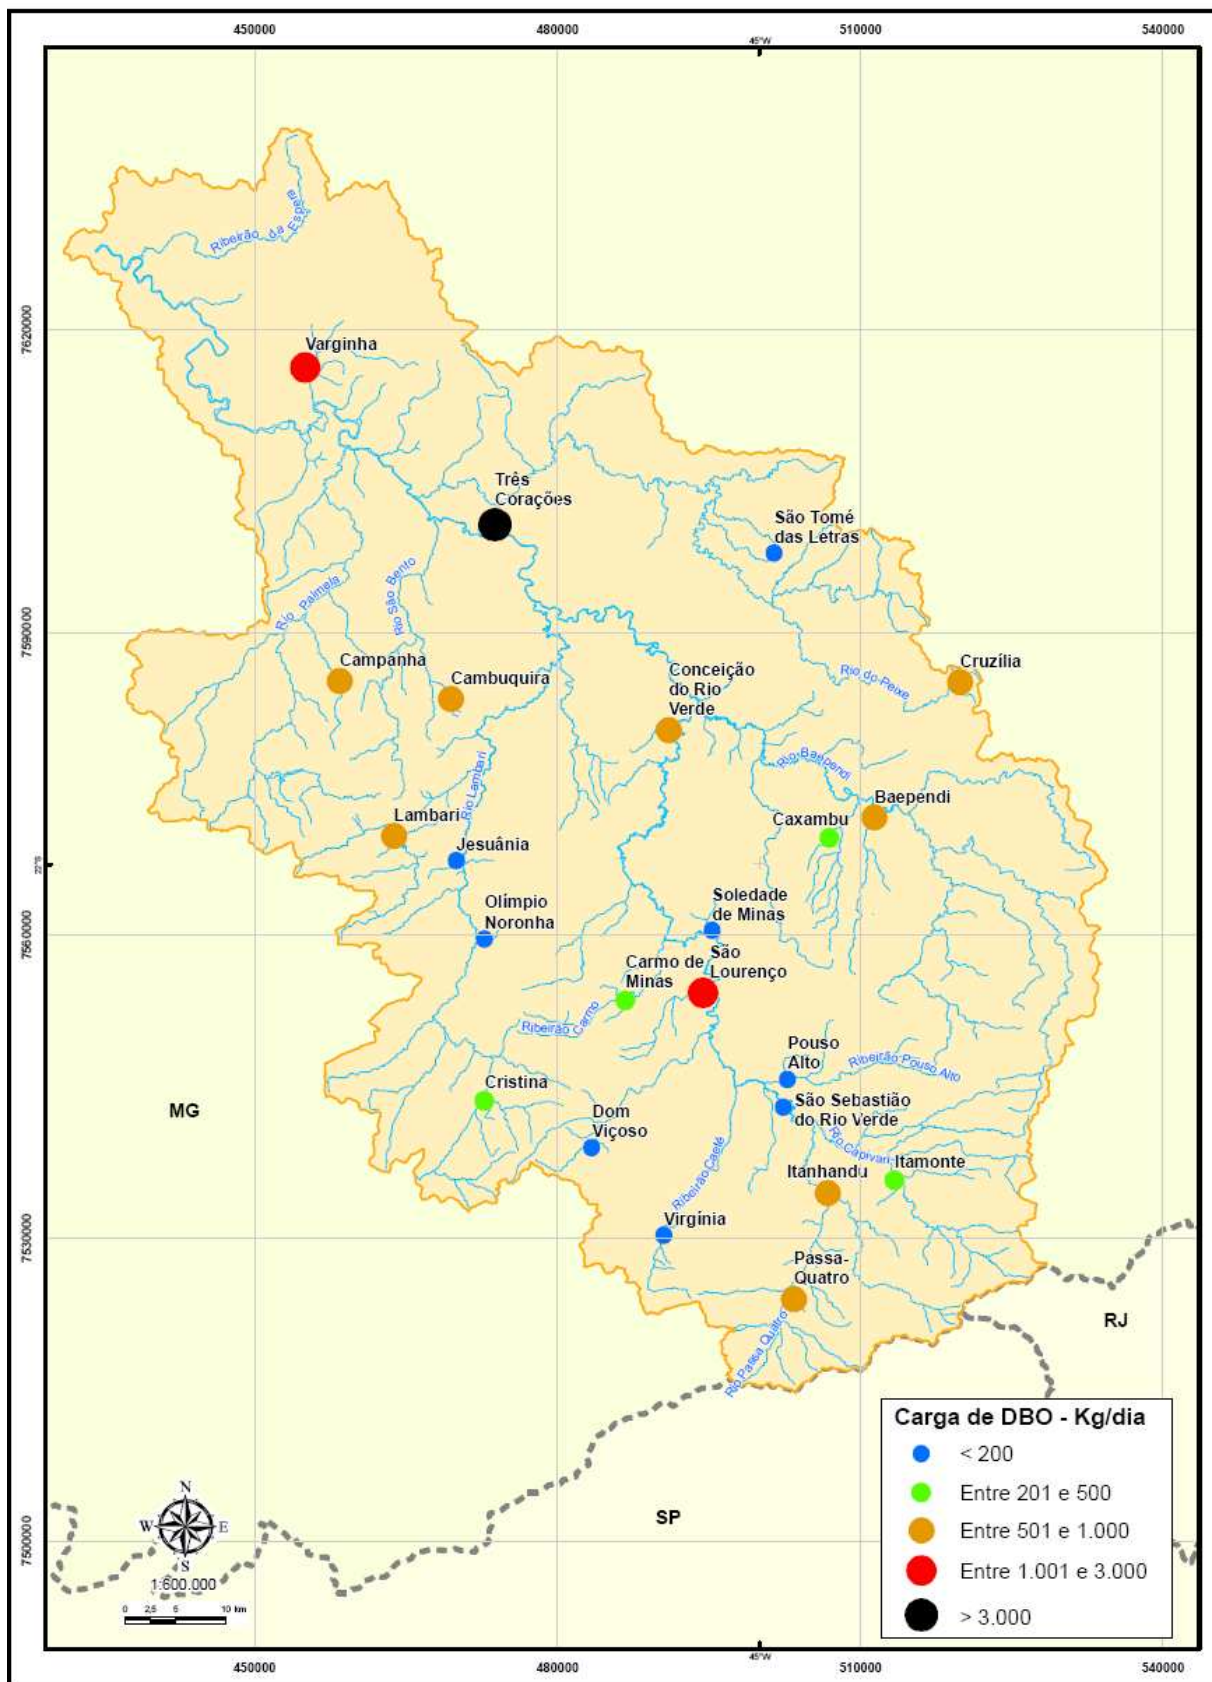 450000
480000
45°W
510000
540000
Ribeirão da Espera
7620000
7620000
Varginha
Três
Corações
São Tomé
das Letras
Rio Palmela
Rio São Bento
7590000
7590000
Campanha
Cambuquira
Conceição
do Rio
Verde
Rio do Peixe
Cruzília
Rio Baependi
Rio Lambari
Lambari
Baependi
Caxambu
Jesuânia
22°S
Olímpio
Noronha
Soledade
de Minas
7560000
7560000
São
Lourenço
Carmo de
Minas
Ribeirão Carmo
Pouso
Alto
Ribeirão Pouso Alto
Cristina
São Sebastião
do Rio Verde
MG
Dom
Viçoso
Rio Capivari
Itamonte
Itanhandu
Ribeirão Caeté
Virgínia
7530000
7530000
Passa-
Quatro
RJ
Rio Passa Quatro
Carga de DBO - Kg/dia
< 200
Entre 201 e 500
Entre 501 e 1.000
Entre 1.001 e 3.000
> 3.000
SP
7500000
7500000
N
W
E
S
1:600.000
0 2,5 5 10 km
450000
480000
45°W
510000
540000